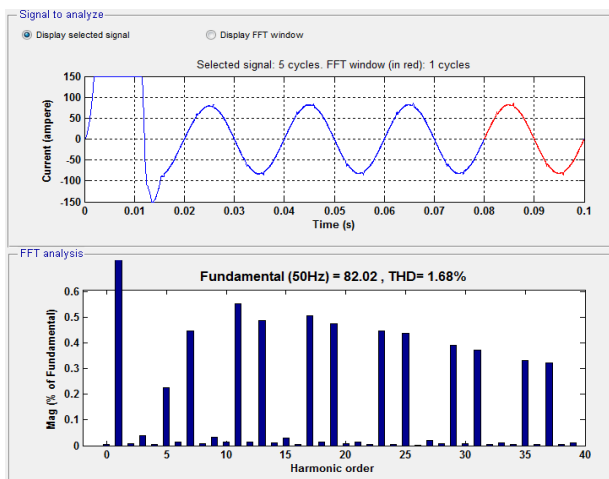 Signal to analyze
Display selected signal
Display FFT window
Selected signal: 5 cycles. FFT window (in red): 1 cycles
150
100
50
0
-50
-100
-150
Current (ampere)
0 0.01 0.02 0.03 0.04 0.05 0.06 0.07 0.08 0.09 0.1
Time (s)
FFT analysis
Fundamental (50Hz) = 82.02 , THD= 1.68%
0.6
0.5
0.4
0.3
0.2
0.1
0
Mag (% of Fundamental)
0 5 10 15 20 25 30 35 40
Harmonic order